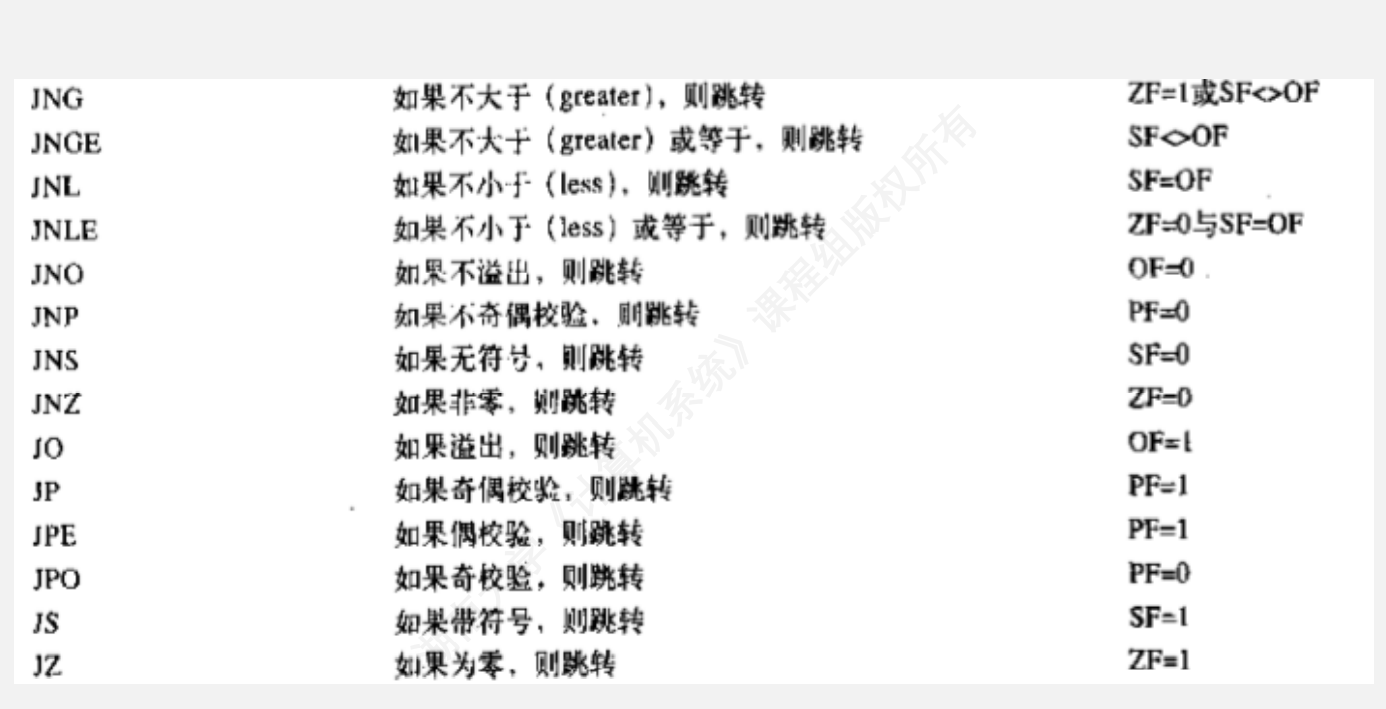 JNG 如果不大于（greater），则跳转 ZF=1或SF<>OF
JNGE 如果不大于（greater）或等于，则跳转 SF<>OF
JNL 如果不小于（less），则跳转 SF=OF
JNLE 如果不小于（less）或等于，则跳转 ZF=0与SF=OF
JNO 如果不溢出，则跳转 OF=0
JNP 如果不奇偶校验，则跳转 PF=0
JNS 如果无符号，则跳转 SF=0
JNZ 如果非零，则跳转 ZF=0
JO 如果溢出，则跳转 OF=1
JP 如果奇偶校验，则跳转 PF=1
JPE 如果偶校验，则跳转 PF=1
JPO 如果奇校验，则跳转 PF=0
JS 如果带符号，则跳转 SF=1
JZ 如果为零，则跳转 ZF=1
《计算机系统》课程组版权所有